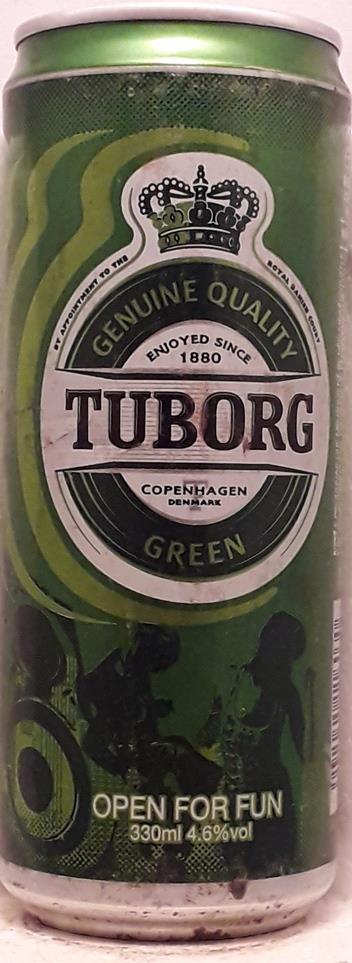 BY APPOINTMENT TO THE
ROYAL DANISH COURT
GENUINE QUALITY
ENJOYED SINCE
1880
TUBORG
COPENHAGEN
DENMARK
GREEN
OPEN FOR FUN
330ml 4.6%vol